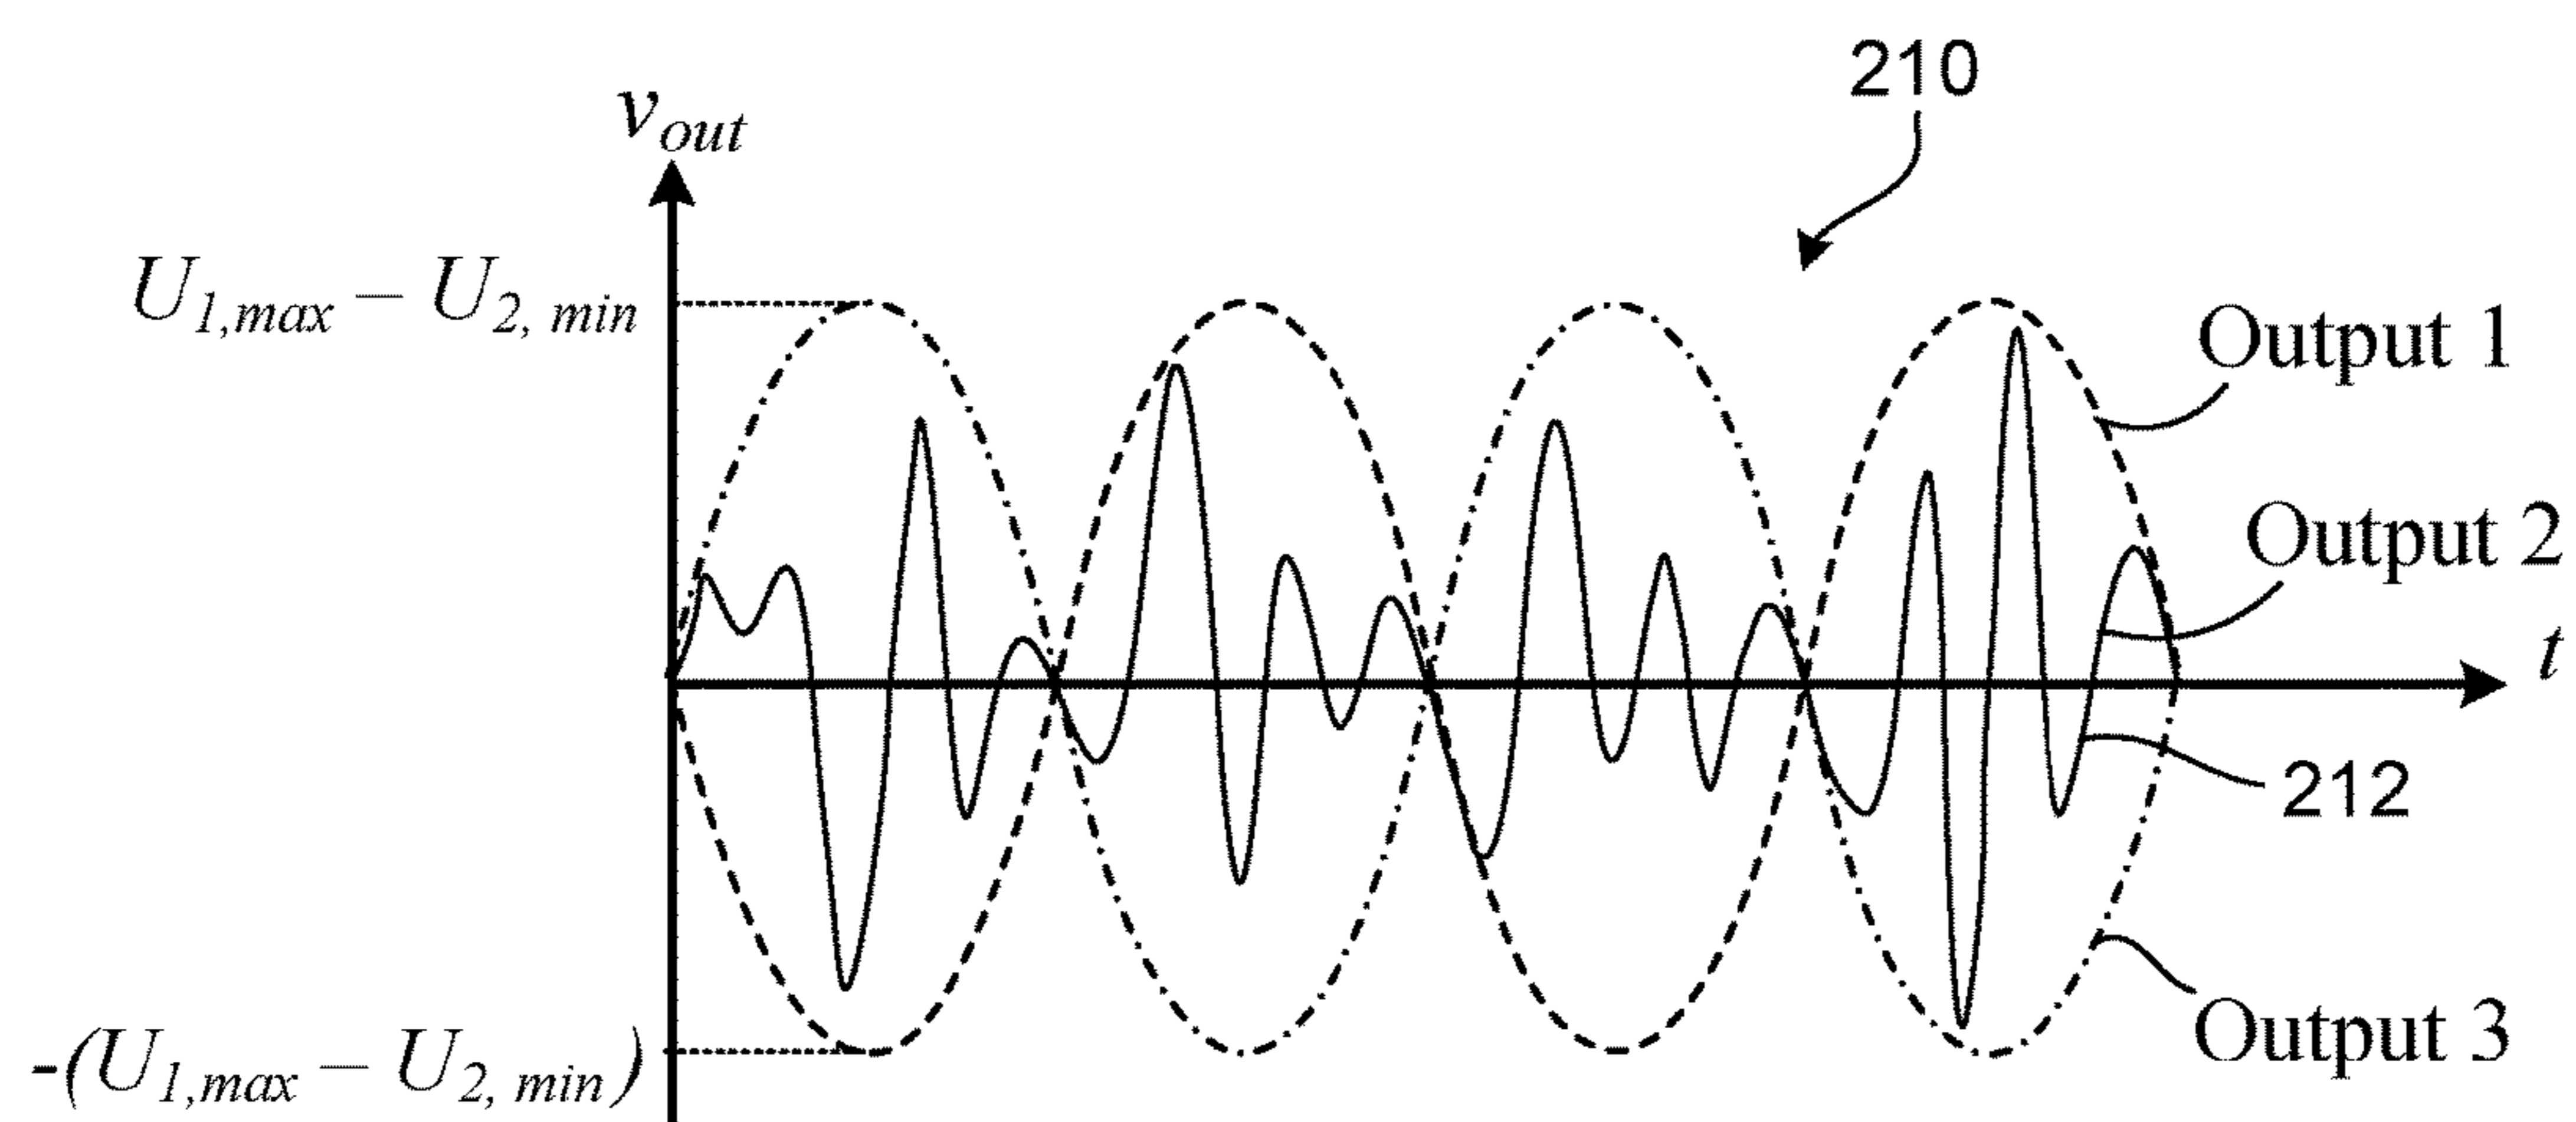 210
v_out
U_1,max – U_2, min
Output 1
Output 2
t
212
Output 3
-(U_1,max – U_2, min)